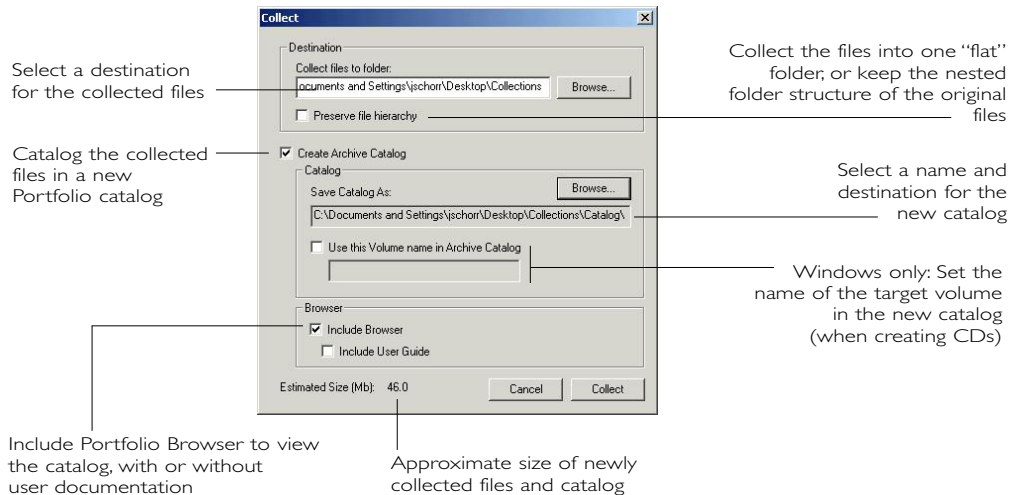 Collect
Select a destination
for the collected files
Destination
Collect files to folder:
ocuments and Settings\jschorr\Desktop\Collections
Browse...
Preserve file hierarchy
Collect the files into one “flat”
folder, or keep the nested
folder structure of the original
files
Catalog the collected
files in a new
Portfolio catalog
Create Archive Catalog
Catalog
Save Catalog As:
Browse...
C:\Documents and Settings\jschorr\Desktop\Collections\Catalog\
Select a name and
destination for the
new catalog
Use this Volume name in Archive Catalog
Windows only: Set the
name of the target volume
in the new catalog
(when creating CDs)
Browser
Include Browser
Include User Guide
Estimated Size (Mb): 46.0
Cancel
Collect
Include Portfolio Browser to view
the catalog, with or without
user documentation
Approximate size of newly
collected files and catalog